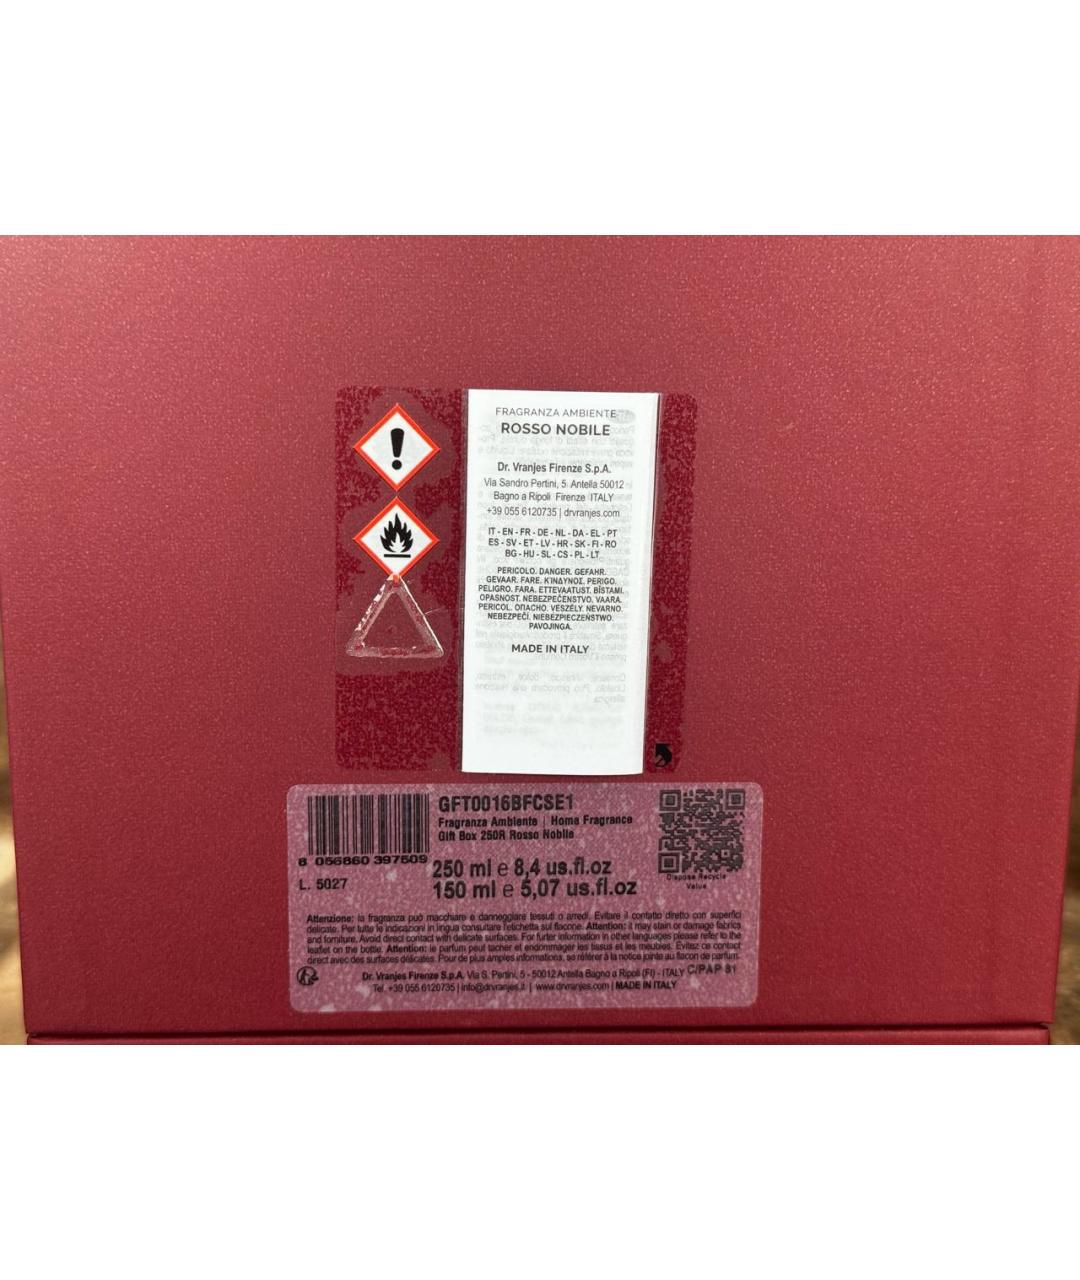 FRAGRANZA AMBIENTE
ROSSO NOBILE
Dr. Vranjes Firenze S.p.A.
Via Sandro Pertini, 5 Antella 50012
Bagno a Ripoli Firenze ITALY
+39 055 6120735 | drvranjes.com
IT - EN - FR - DE - NL - DA - EL - PT
ES - SV - ET - LV - HR - SK - FI - RO
BG - HU - SL - CS - PL - LT
PERICOLO. DANGER. GEFAHR.
GEVAAR. FARE. ΚΊΝΔΥΝΟΣ. PERIGO.
PELIGRO. FARA. ETTEVAATUST. BĪSTAMI.
OPASNOST. NEBEZPEČENSTVO. VAARA.
PERICOL. ОПАСНО. VESZÉLY. NEVARNO.
NEBEZPEČÍ. NIEBEZPIECZEŃSTWO.
PAVOJINGA.
MADE IN ITALY
GFT0016BFCSE1
Fragranza Ambiente | Home Fragrance
Gift Box 250R Rosso Nobile
8 056860 397509
250 ml e 8,4 us.fl.oz
L. 5027
150 ml e 5,07 us.fl.oz
Dispose Recycle
Value
Attenzione: la fragranza può macchiare e danneggiare tessuti o arredi. Evitare il contatto diretto con superfici
delicate. Per tutte le indicazioni in lingua consultare l'etichetta sul flacone. Attention: it may stain or damage fabrics
and forniture. Avoid direct contact with delicate surfaces. For furter information in other languages please refer to the
leaflet on the bottle. Attention: le parfum peut tacher et endommager les tissus et les meubles. Evitez ce contact
direct avec des surfaces délicates. Pour de plus amples informations, se référer à la notice jointe au flacon de parfum.
Dr. Vranjes Firenze S.p.A. Via S. Pertini, 5 - 50012 Antella Bagno a Ripoli (FI) - ITALY C/PAP 81
Tel. +39 055 6120735 | info@drvranjes.it | www.drvranjes.com | MADE IN ITALY